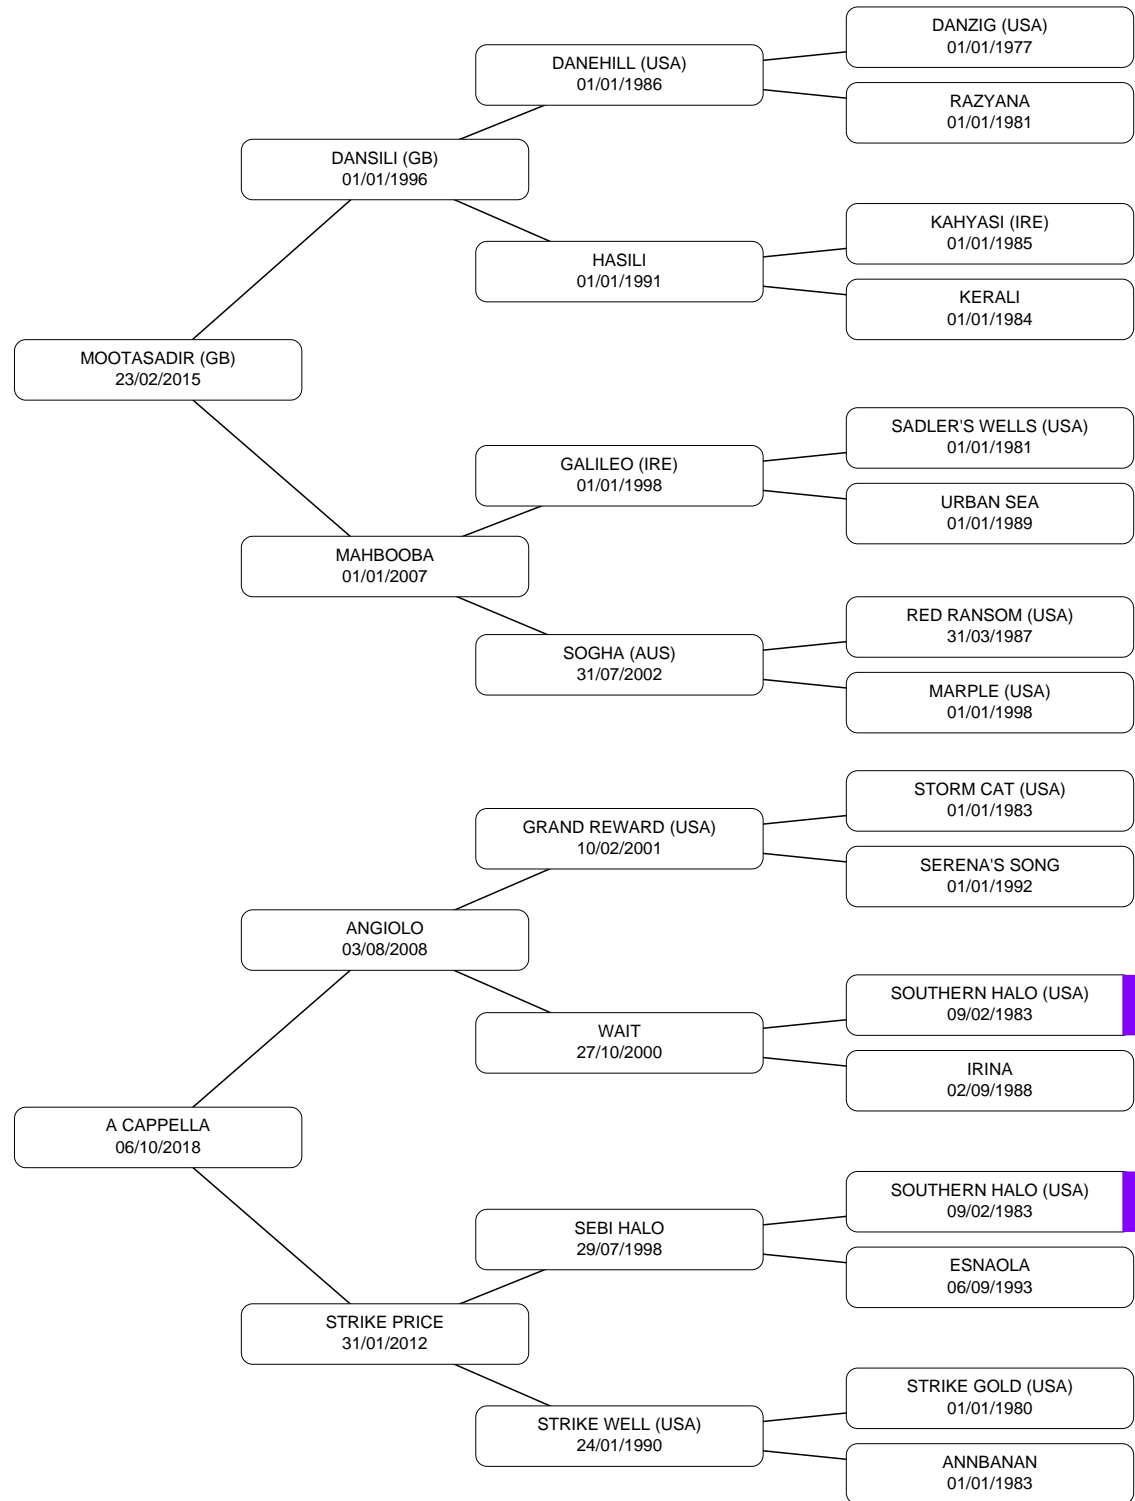 DANZIG (USA)
01/01/1977
DANEHILL (USA)
01/01/1986
RAZYANA
01/01/1981
DANSILI (GB)
01/01/1996
KAHYASI (IRE)
01/01/1985
HASILI
01/01/1991
KERALI
01/01/1984
MOOTASADIR (GB)
23/02/2015
SADLER'S WELLS (USA)
01/01/1981
GALILEO (IRE)
01/01/1998
URBAN SEA
01/01/1989
MAHBOOBA
01/01/2007
RED RANSOM (USA)
31/03/1987
SOGHA (AUS)
31/07/2002
MARPLE (USA)
01/01/1998
STORM CAT (USA)
01/01/1983
GRAND REWARD (USA)
10/02/2001
SERENA'S SONG
01/01/1992
ANGIOLO
03/08/2008
SOUTHERN HALO (USA)
09/02/1983
WAIT
27/10/2000
IRINA
02/09/1988
A CAPPELLA
06/10/2018
SOUTHERN HALO (USA)
09/02/1983
SEBI HALO
29/07/1998
ESNAOLA
06/09/1993
STRIKE PRICE
31/01/2012
STRIKE GOLD (USA)
01/01/1980
STRIKE WELL (USA)
24/01/1990
ANNBANAN
01/01/1983